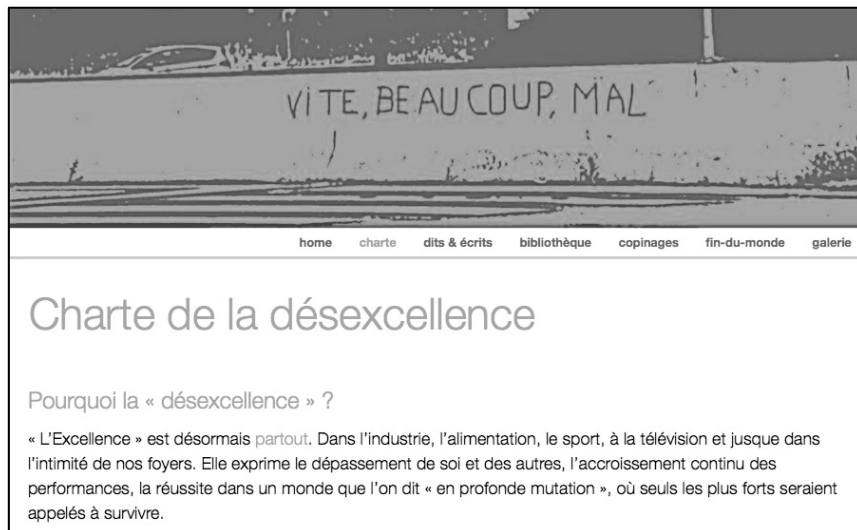 VITE, BEAUCOUP, MAL
home charte dits & écrits bibliothèque copinages fin-du-monde galerie
Charte de la désexcellence
Pourquoi la « désexcellence » ?
« L’Excellence » est désormais partout. Dans l’industrie, l’alimentation, le sport, à la télévision et jusque dans
l’intimité de nos foyers. Elle exprime le dépassement de soi et des autres, l’accroissement continu des
performances, la réussite dans un monde que l’on dit « en profonde mutation », où seuls les plus forts seraient
appelés à survivre.